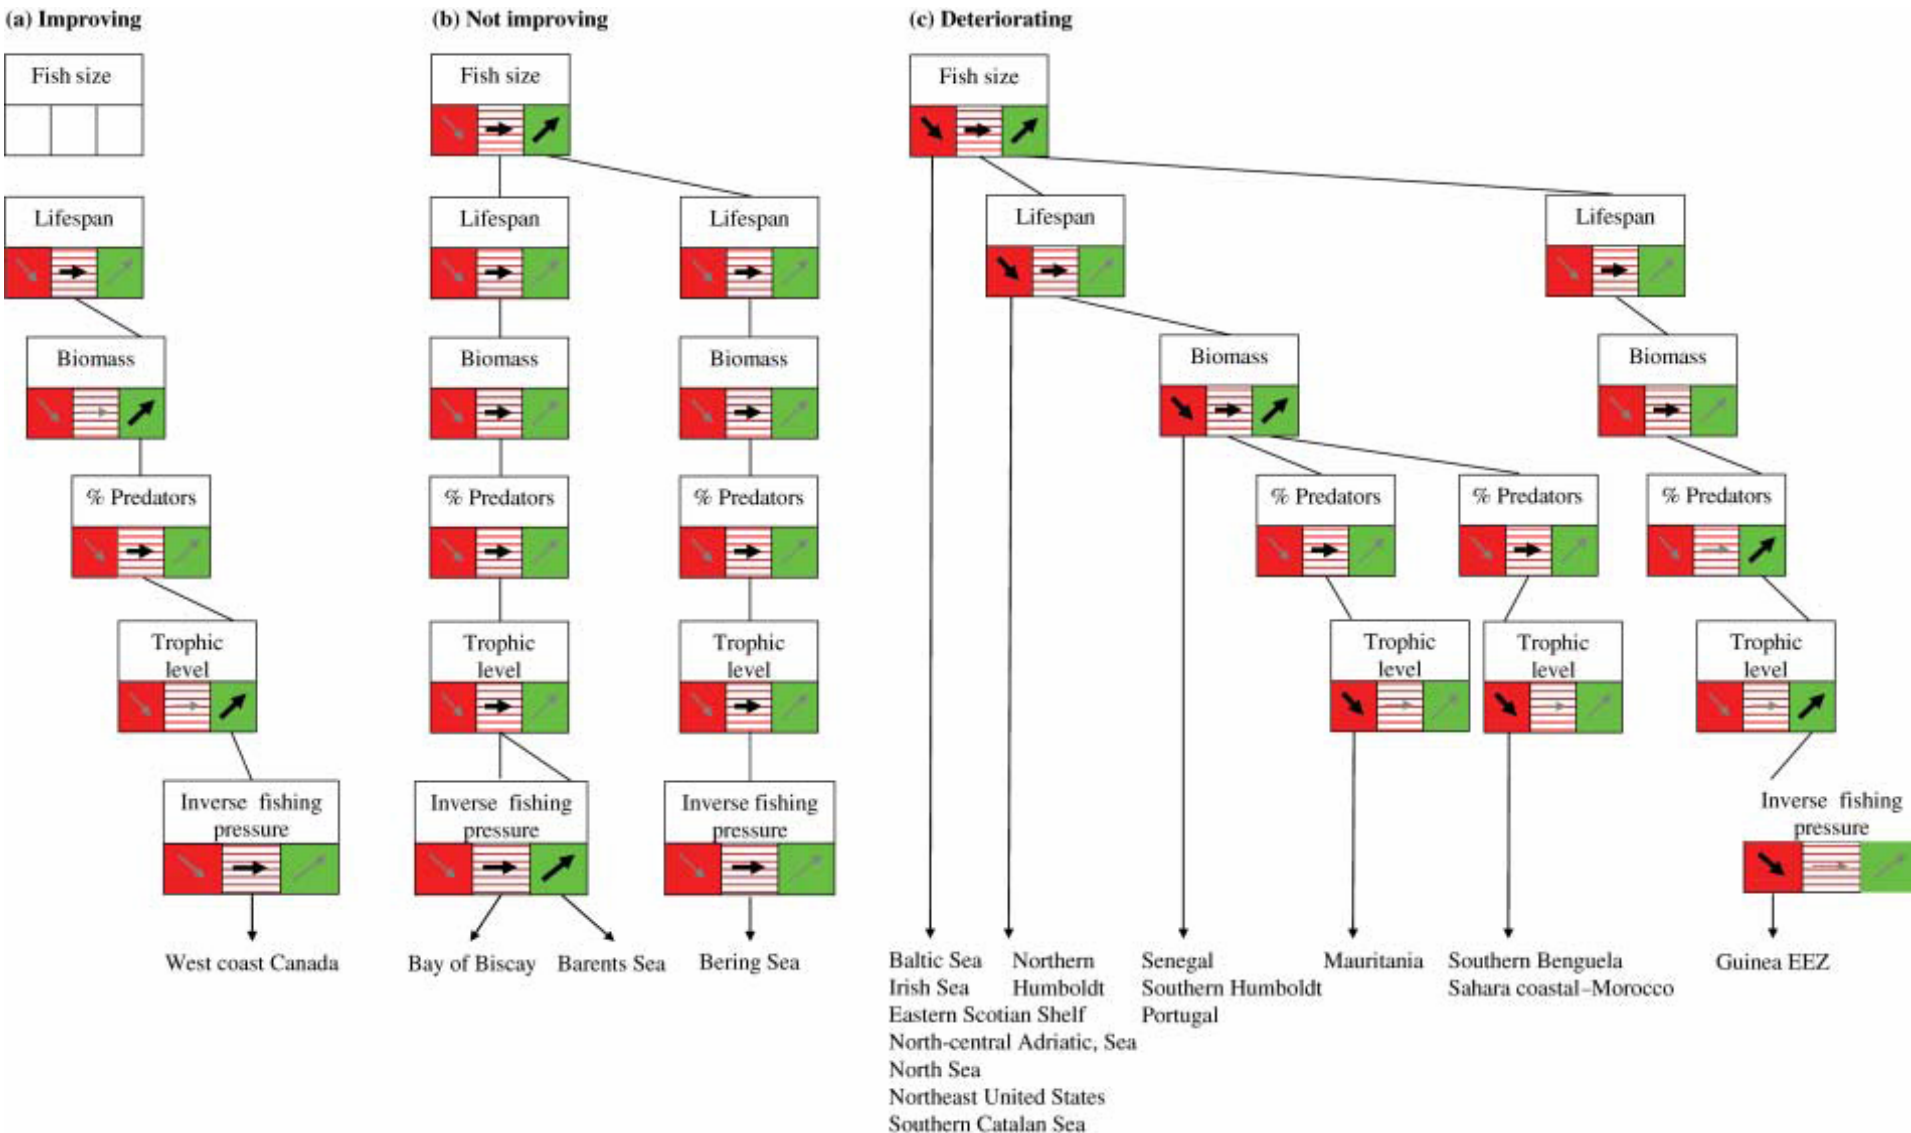 (a) Improving
Fish size
Lifespan
Biomass
% Predators
Trophic
level
Inverse fishing
pressure
West coast Canada
(b) Not improving
Fish size
Lifespan
Biomass
% Predators
Trophic
level
Inverse fishing
pressure
Bay of Biscay
Barents Sea
Lifespan
Biomass
% Predators
Trophic
level
Inverse fishing
pressure
Bering Sea
(c) Deteriorating
Fish size
Lifespan
Lifespan
Biomass
Biomass
% Predators
% Predators
% Predators
Trophic
level
Trophic
level
Trophic
level
Inverse fishing
pressure
Baltic Sea
Irish Sea
Eastern Scotian Shelf
North-central Adriatic, Sea
North Sea
Northeast United States
Southern Catalan Sea
Northern
Humboldt
Senegal
Southern Humboldt
Portugal
Mauritania
Southern Benguela
Sahara coastal–Morocco
Guinea EEZ